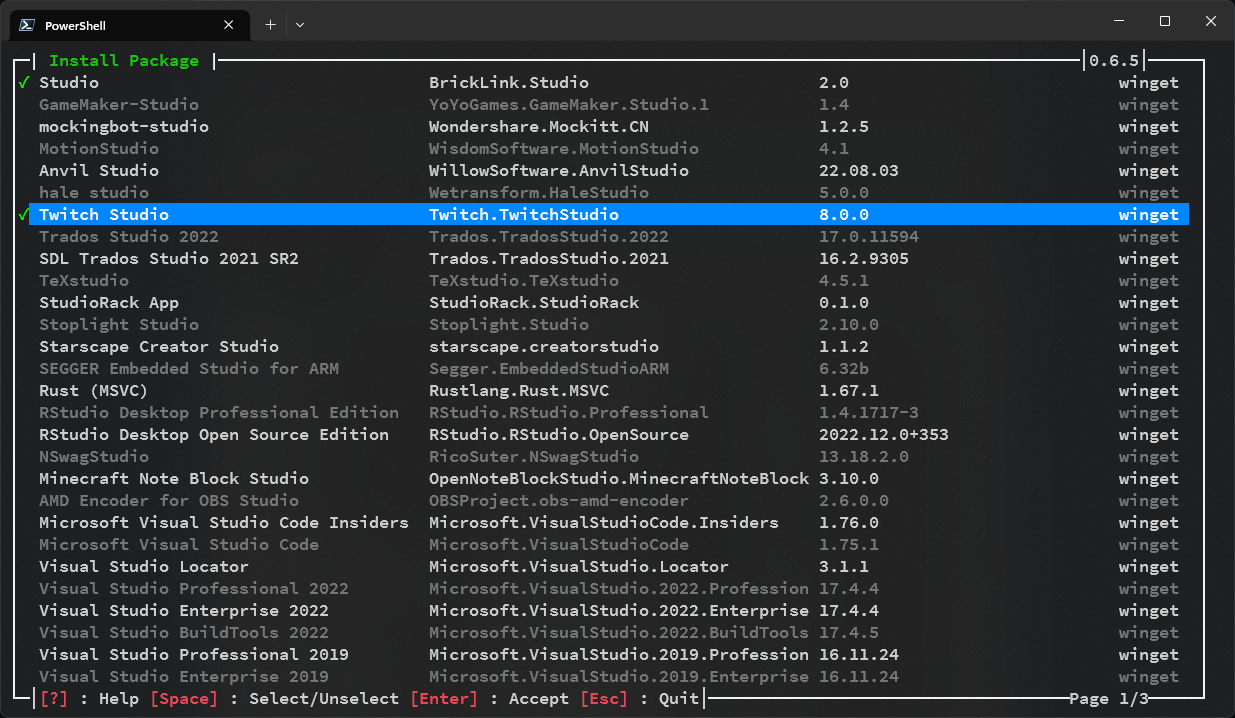 PowerShell
Install Package 0.6.5
✓ Studio BrickLink.Studio 2.0 winget
GameMaker-Studio YoYoGames.GameMaker.Studio.1 1.4 winget
mockingbot-studio Wondershare.Mockitt.CN 1.2.5 winget
MotionStudio WisdomSoftware.MotionStudio 4.1 winget
Anvil Studio WillowSoftware.AnvilStudio 22.08.03 winget
hale studio Wetransform.HaleStudio 5.0.0 winget
✓ Twitch Studio Twitch.TwitchStudio 8.0.0 winget
Trados Studio 2022 Trados.TradosStudio.2022 17.0.11594 winget
SDL Trados Studio 2021 SR2 Trados.TradosStudio.2021 16.2.9305 winget
TeXstudio TeXstudio.TeXstudio 4.5.1 winget
StudioRack App StudioRack.StudioRack 0.1.0 winget
Stoplight Studio Stoplight.Studio 2.10.0 winget
Starscape Creator Studio starscape.creatorstudio 1.1.2 winget
SEGGER Embedded Studio for ARM Segger.EmbeddedStudioARM 6.32b winget
Rust (MSVC) Rustlang.Rust.MSVC 1.67.1 winget
RStudio Desktop Professional Edition RStudio.RStudio.Professional 1.4.1717-3 winget
RStudio Desktop Open Source Edition RStudio.RStudio.OpenSource 2022.12.0+353 winget
NSwagStudio RicoSuter.NSwagStudio 13.18.2.0 winget
Minecraft Note Block Studio OpenNoteBlockStudio.MinecraftNoteBlock 3.10.0 winget
AMD Encoder for OBS Studio OBSProject.obs-amd-encoder 2.6.0.0 winget
Microsoft Visual Studio Code Insiders Microsoft.VisualStudioCode.Insiders 1.76.0 winget
Microsoft Visual Studio Code Microsoft.VisualStudioCode 1.75.1 winget
Visual Studio Locator Microsoft.VisualStudio.Locator 3.1.1 winget
Visual Studio Professional 2022 Microsoft.VisualStudio.2022.Profession 17.4.4 winget
Visual Studio Enterprise 2022 Microsoft.VisualStudio.2022.Enterprise 17.4.4 winget
Visual Studio BuildTools 2022 Microsoft.VisualStudio.2022.BuildTools 17.4.5 winget
Visual Studio Professional 2019 Microsoft.VisualStudio.2019.Profession 16.11.24 winget
Visual Studio Enterprise 2019 Microsoft.VisualStudio.2019.Enterprise 16.11.24 winget
[?] : Help [Space] : Select/Unselect [Enter] : Accept [Esc] : Quit Page 1/3